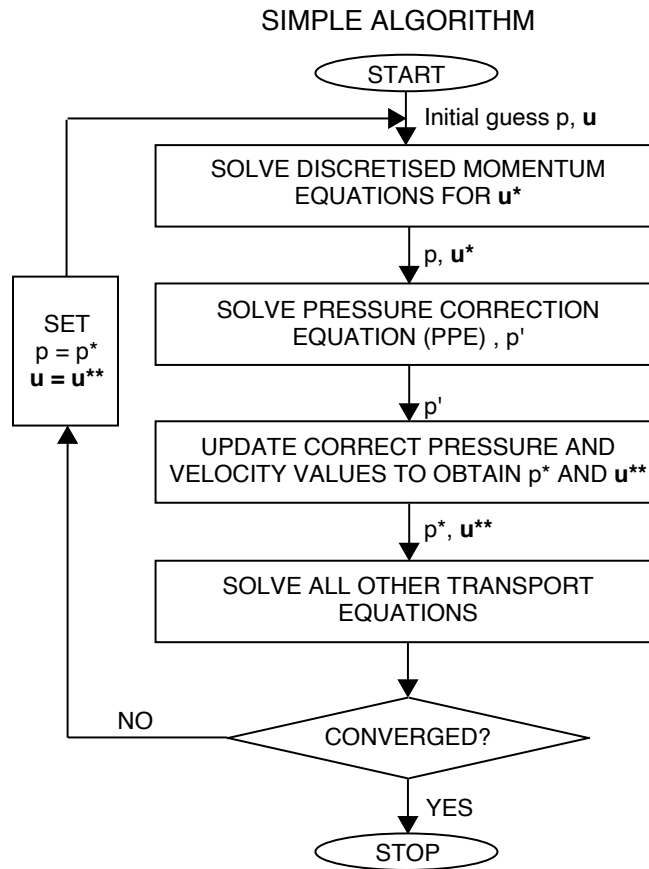 SIMPLE ALGORITHM
START
Initial guess p, u
SOLVE DISCRETISED MOMENTUM
EQUATIONS FOR u*
p, u*
SOLVE PRESSURE CORRECTION
EQUATION (PPE) , p'
p'
UPDATE CORRECT PRESSURE AND
VELOCITY VALUES TO OBTAIN p* AND u**
p*, u**
SOLVE ALL OTHER TRANSPORT
EQUATIONS
CONVERGED?
NO
SET
p = p*
u = u**
YES
STOP